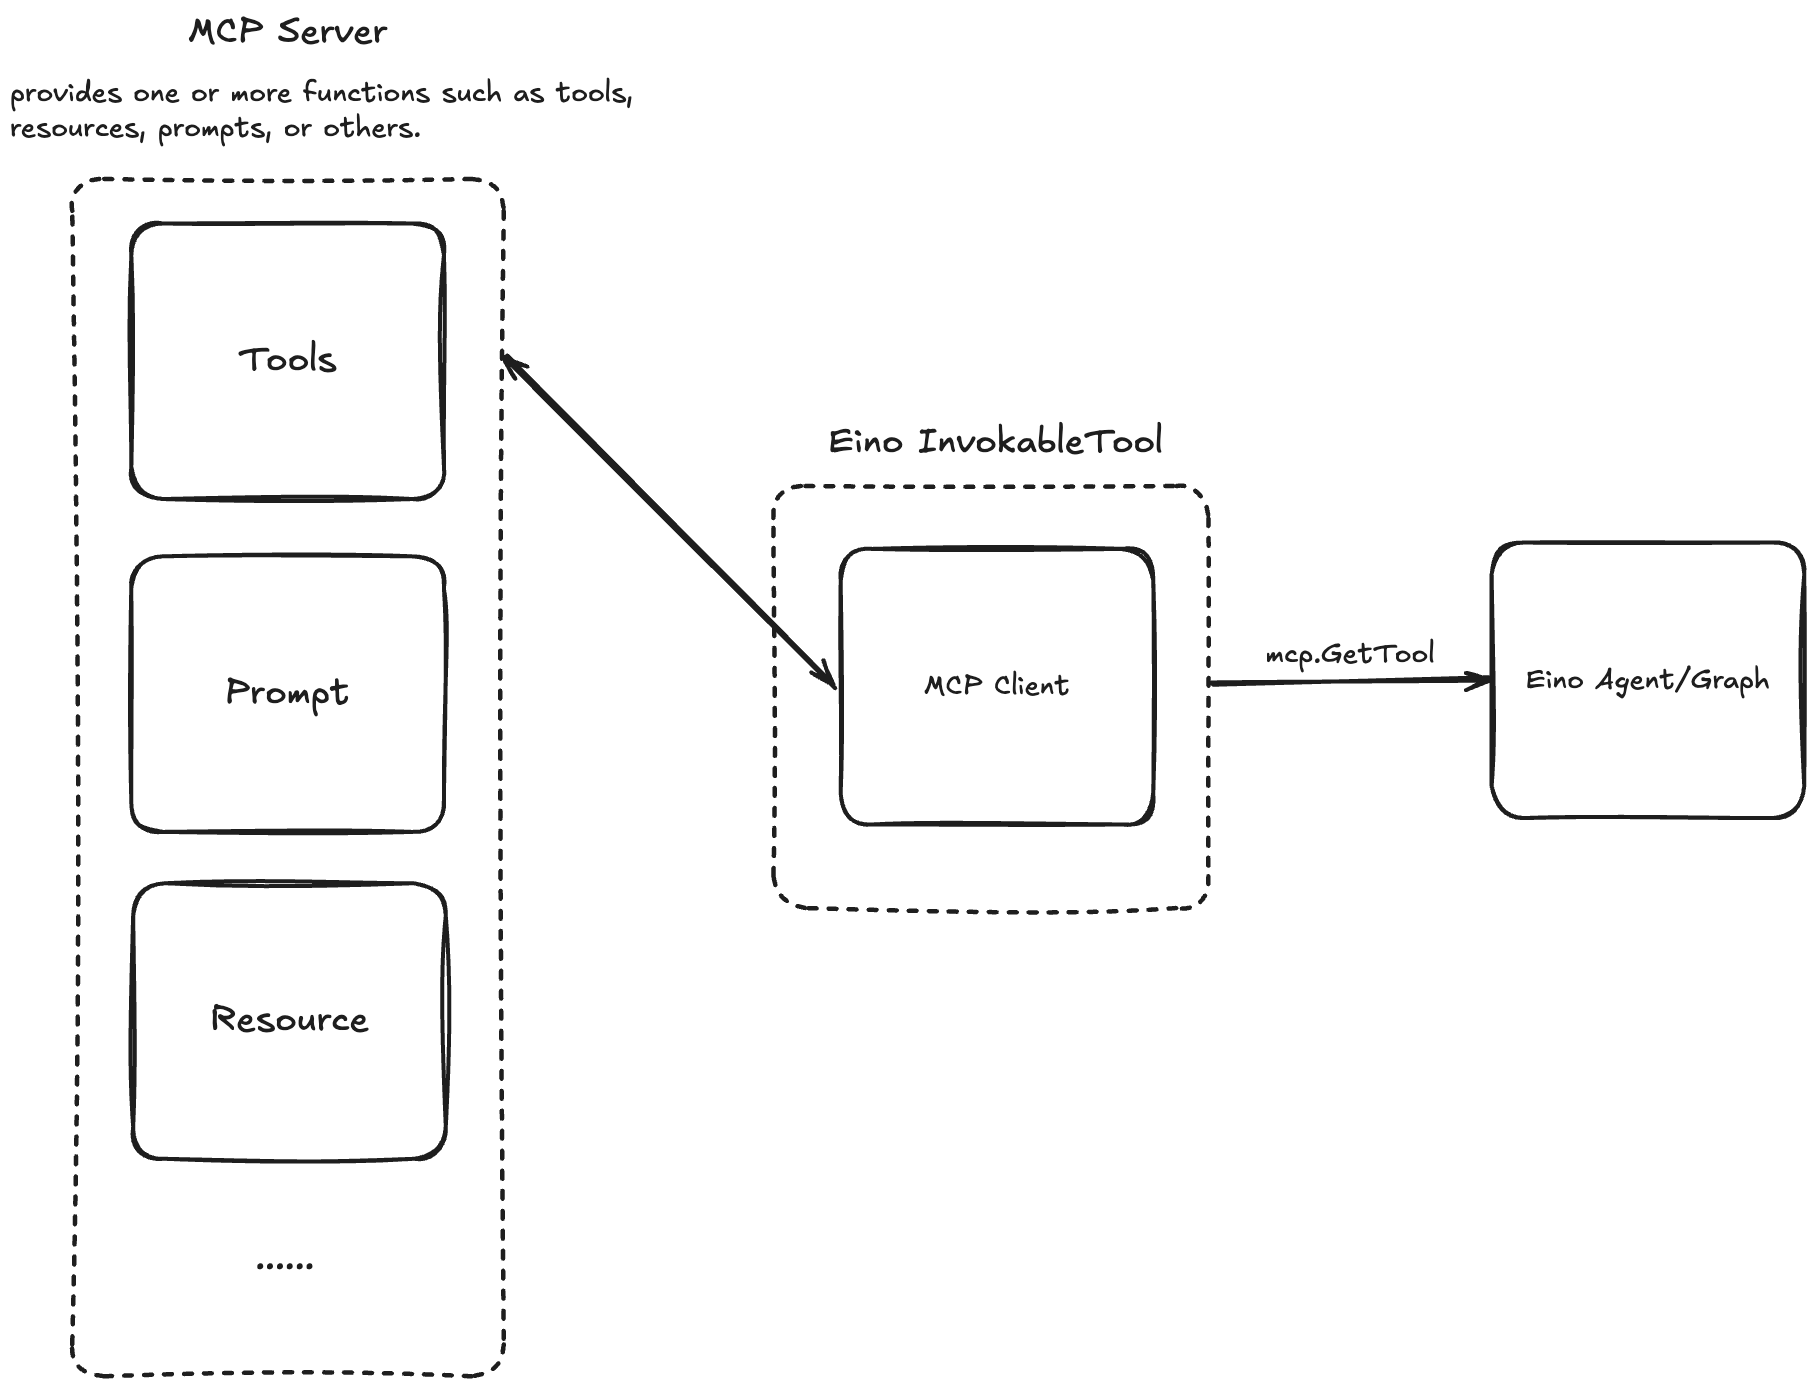 MCP Server
provides one or more functions such as tools,
resources, prompts, or others.
Tools
Prompt
Resource
......
Eino InvokableTool
MCP Client
mcp.GetTool
Eino Agent/Graph